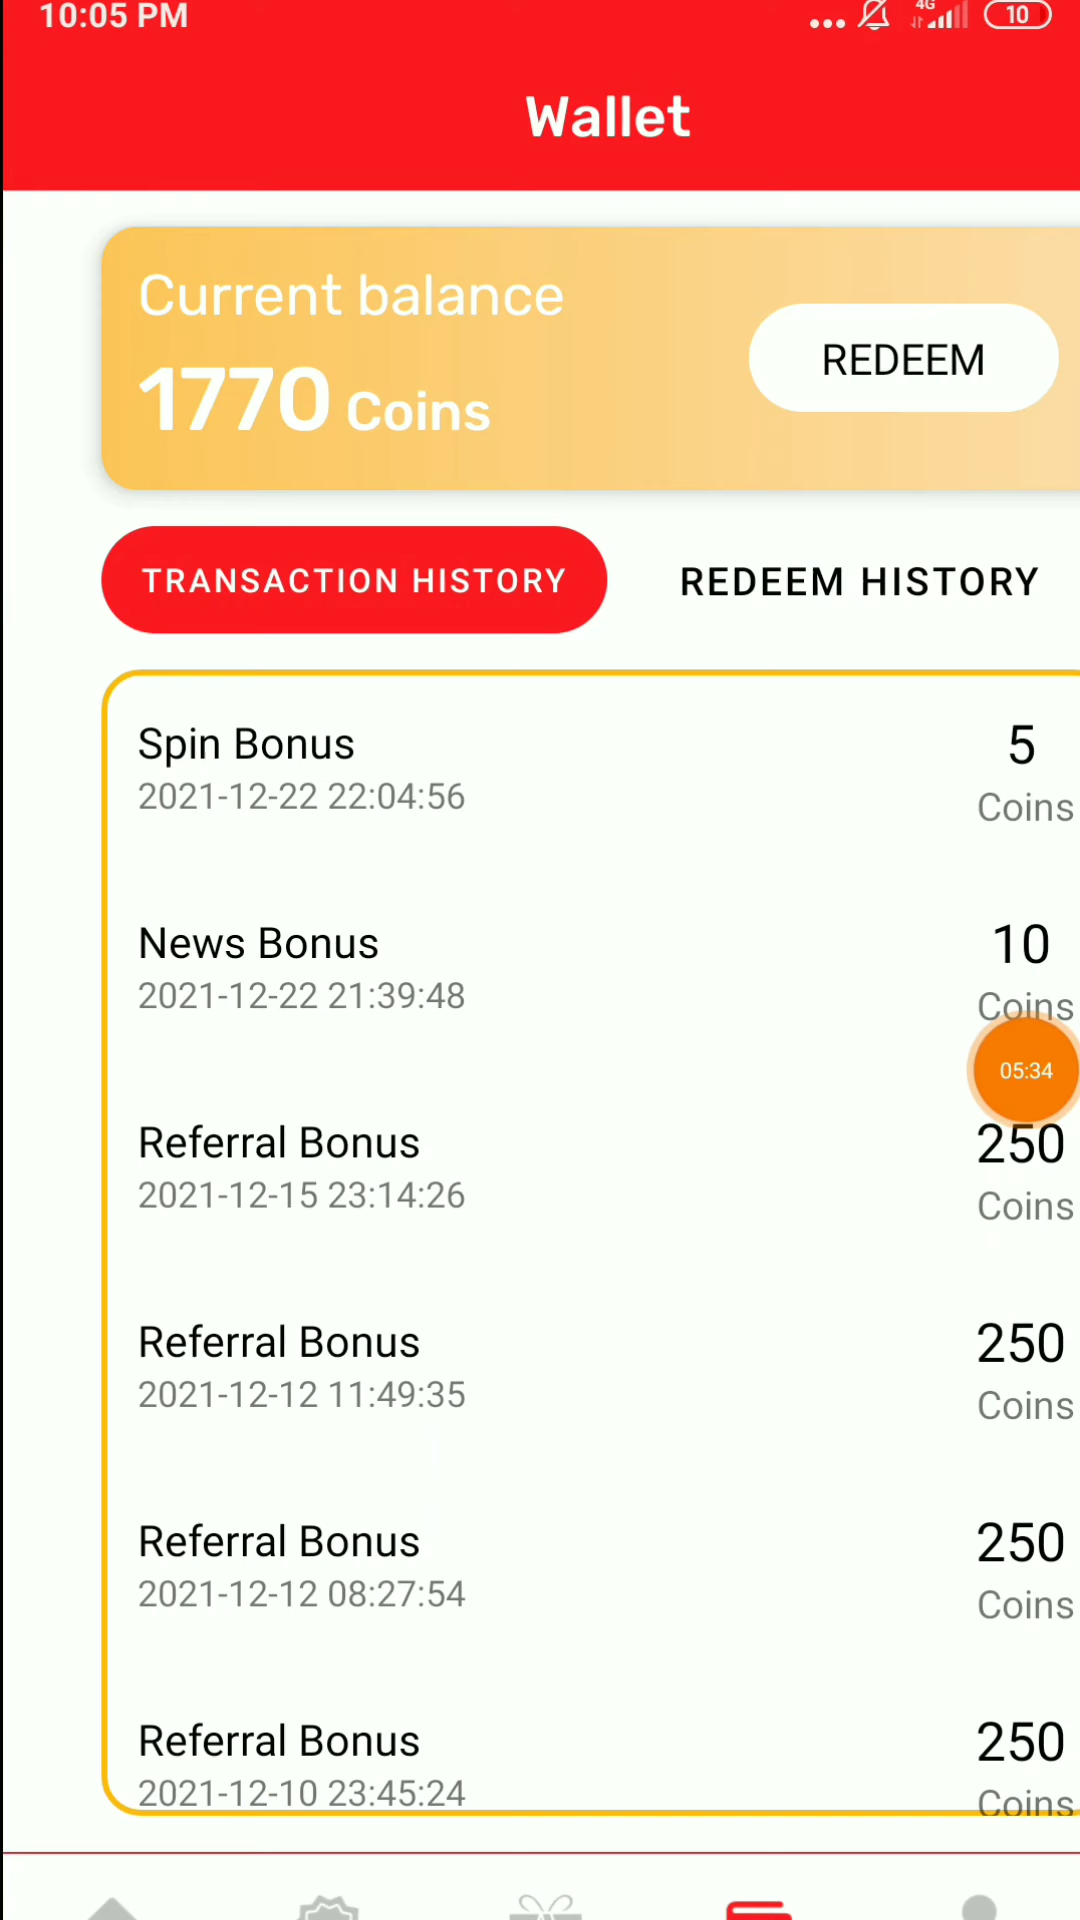 10:05 PM
4G
10
Wallet
Current balance
1770 Coins
REDEEM
TRANSACTION HISTORY
REDEEM HISTORY
Spin Bonus
5
2021-12-22 22:04:56
Coins
News Bonus
10
2021-12-22 21:39:48
Coins
05:34
Referral Bonus
250
2021-12-15 23:14:26
Coins
Referral Bonus
250
2021-12-12 11:49:35
Coins
Referral Bonus
250
2021-12-12 08:27:54
Coins
Referral Bonus
250
2021-12-10 23:45:24
Coins